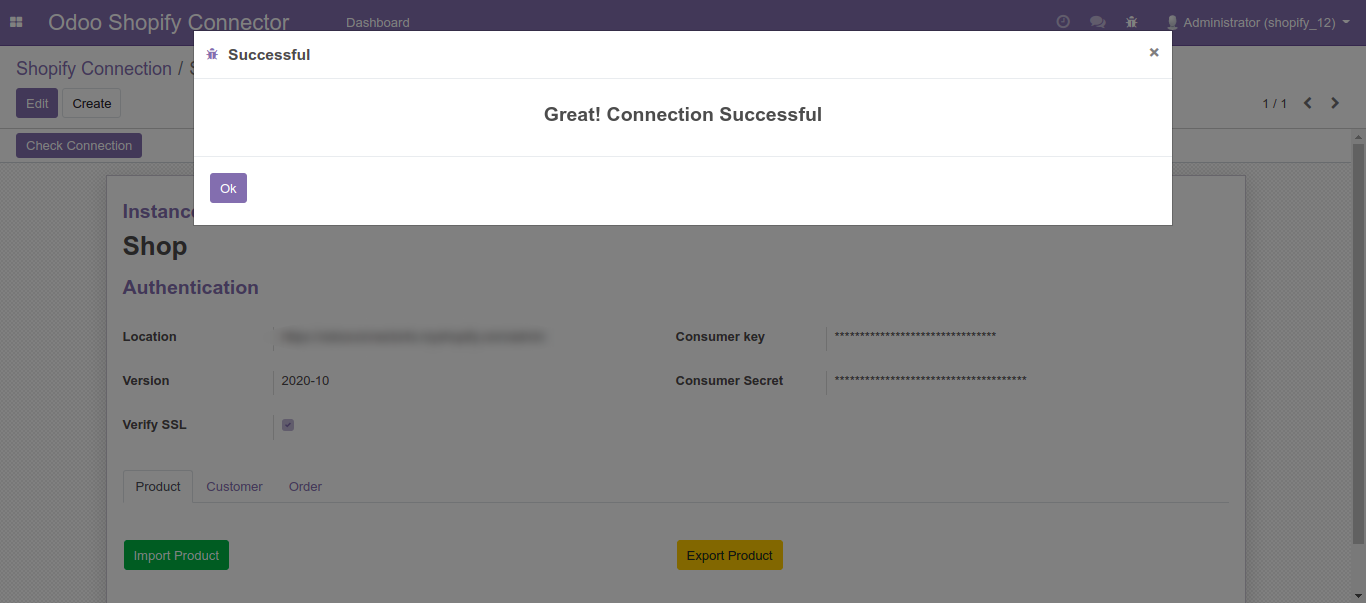 Odoo Shopify Connector Dashboard Administrator (shopify_12)
Successful ×
Shopify Connection /
Great! Connection Successful
Edit Create 1 / 1
Check Connection
Ok
Shop
Authentication
Location Consumer key ********************************
Version 2020-10 Consumer Secret **************************************
Verify SSL
Product Customer Order
Import Product Export Product